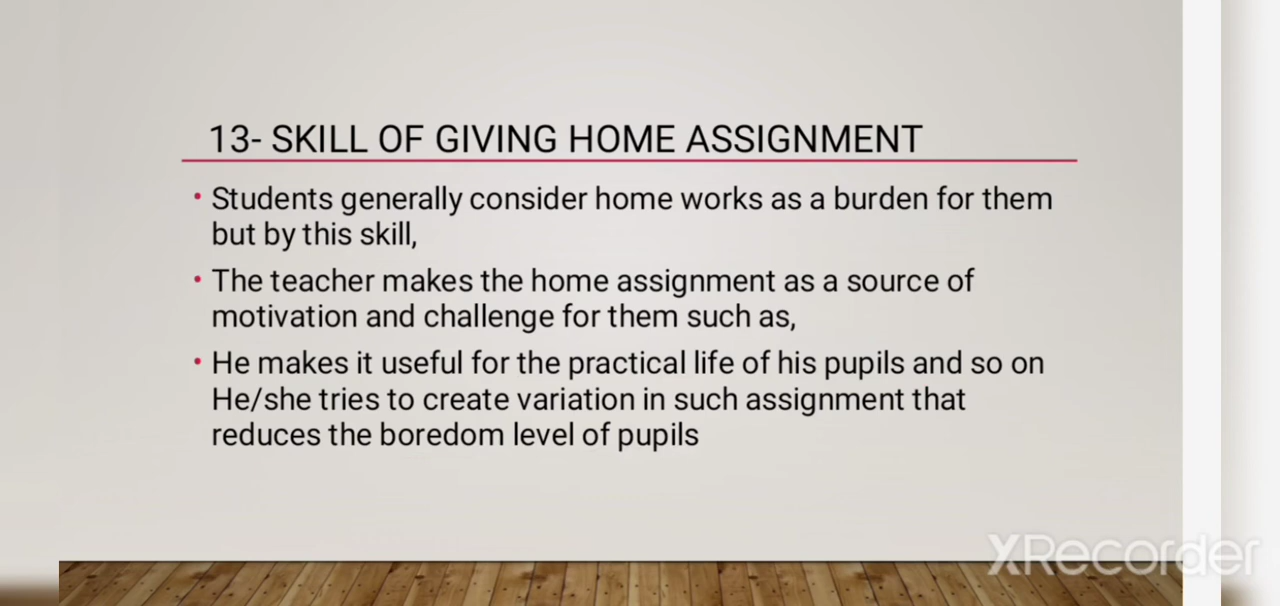 13- SKILL OF GIVING HOME ASSIGNMENT
• Students generally consider home works as a burden for them
but by this skill,
• The teacher makes the home assignment as a source of
motivation and challenge for them such as,
• He makes it useful for the practical life of his pupils and so on
He/she tries to create variation in such assignment that
reduces the boredom level of pupils
XRecorder